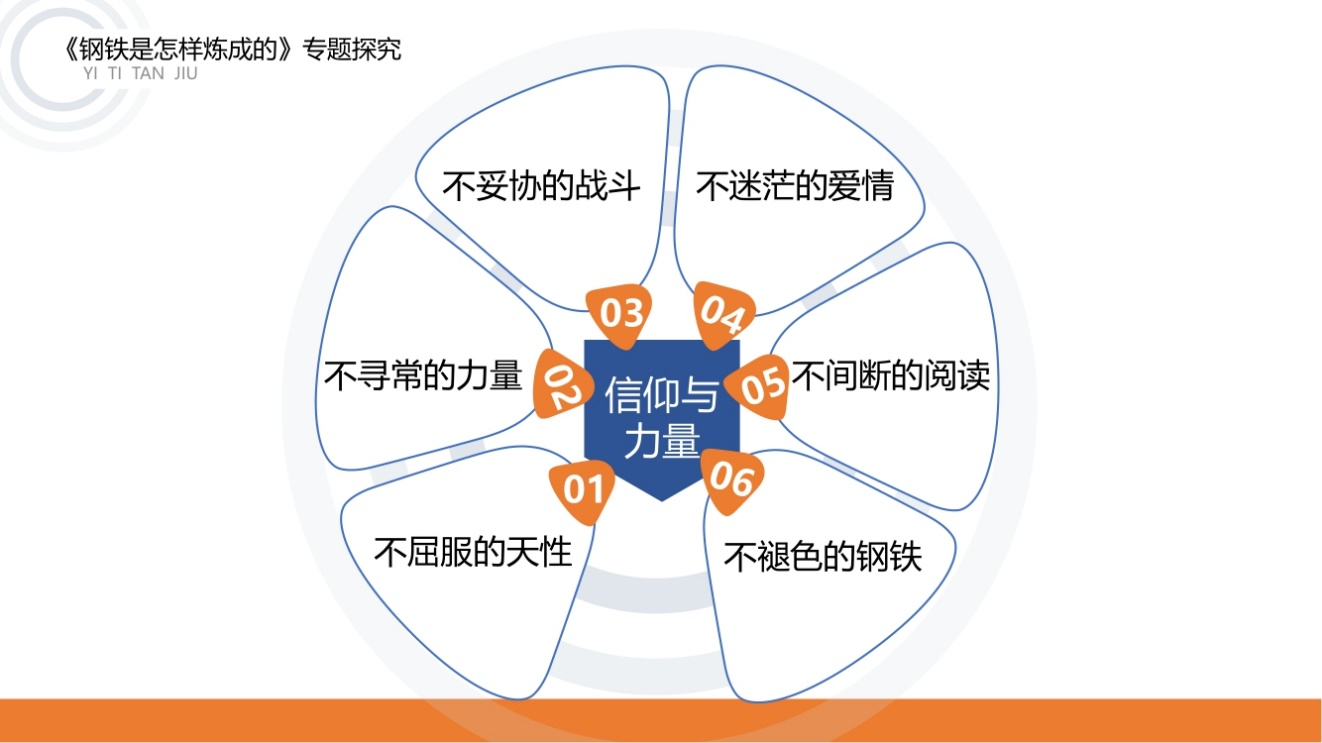 《钢铁是怎样炼成的》专题探究
YI TI TAN JIU
不妥协的战斗
不迷茫的爱情
03
04
不寻常的力量
02
信仰与
力量
05
不间断的阅读
01
06
不屈服的天性
不褪色的钢铁